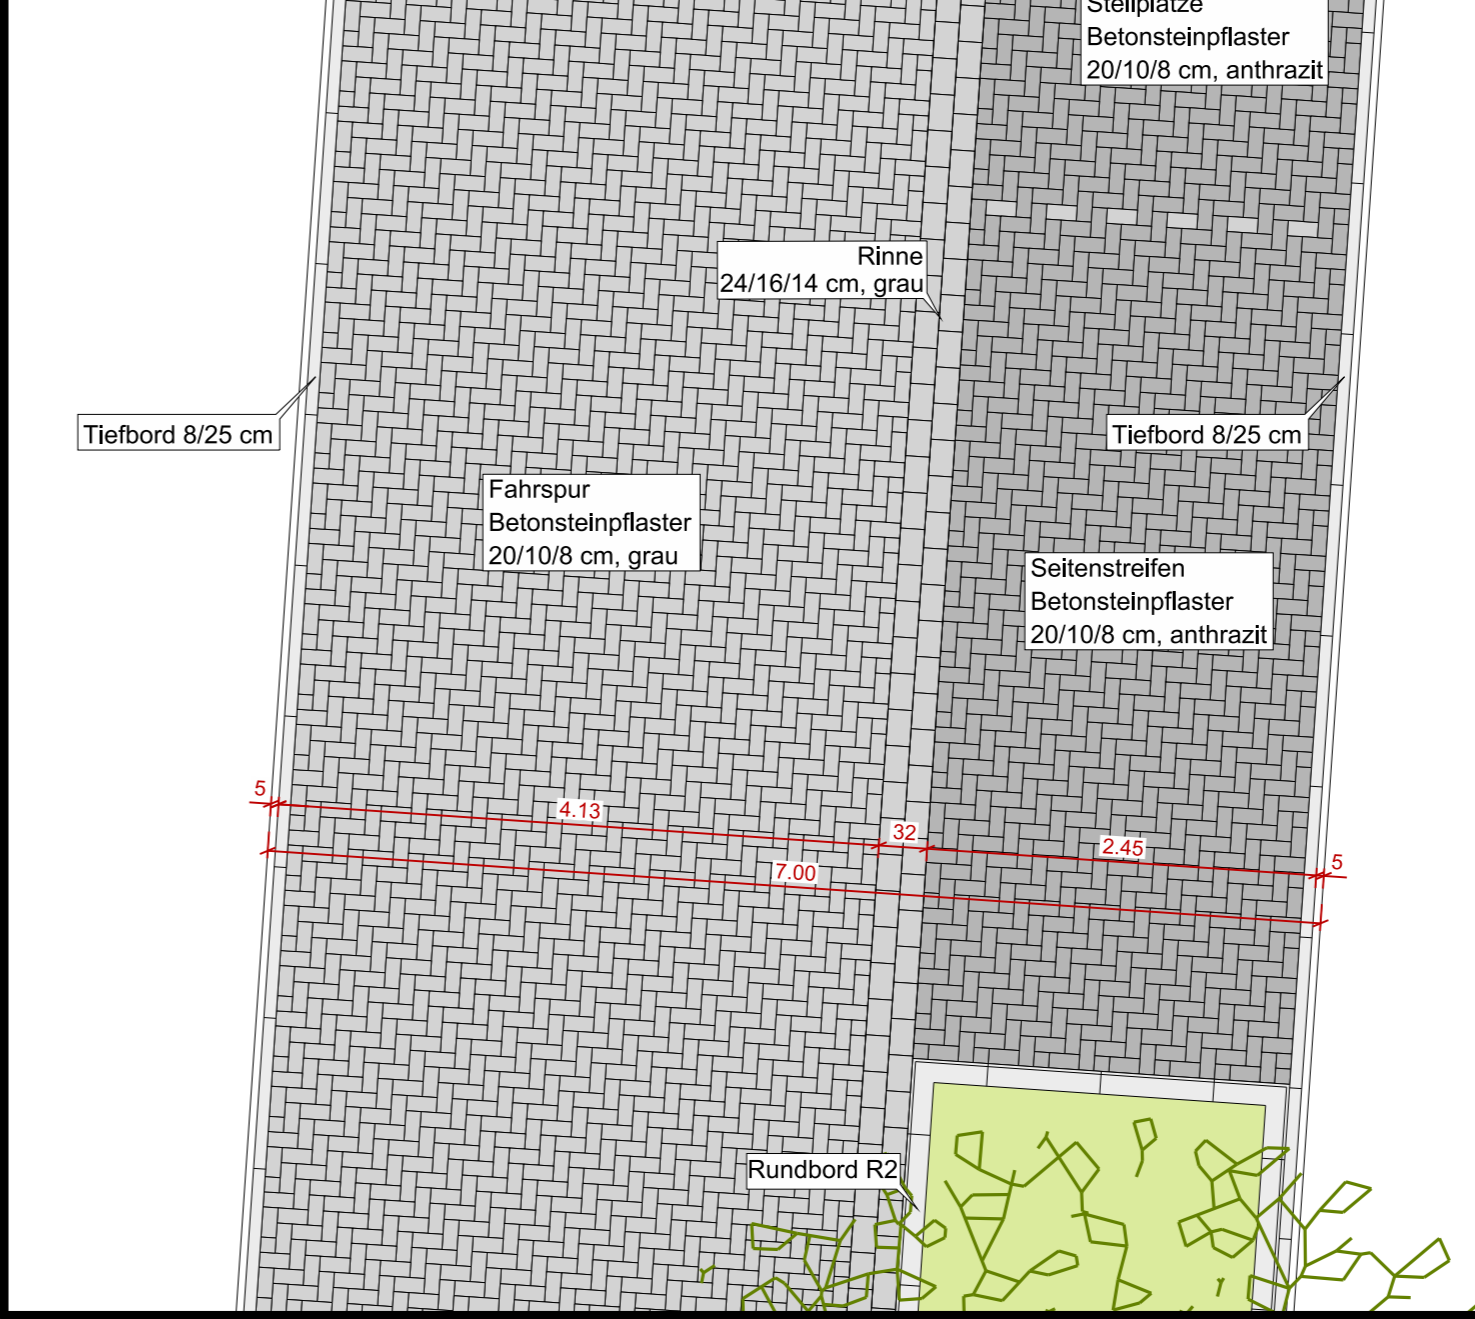 Stellplätze
Betonsteinpflaster
20/10/8 cm, anthrazit
Rinne
24/16/14 cm, grau
Tiefbord 8/25 cm
Tiefbord 8/25 cm
Fahrspur
Betonsteinpflaster
20/10/8 cm, grau
Seitenstreifen
Betonsteinpflaster
20/10/8 cm, anthrazit
5
4.13
32
2.45
5
7.00
Rundbord R2